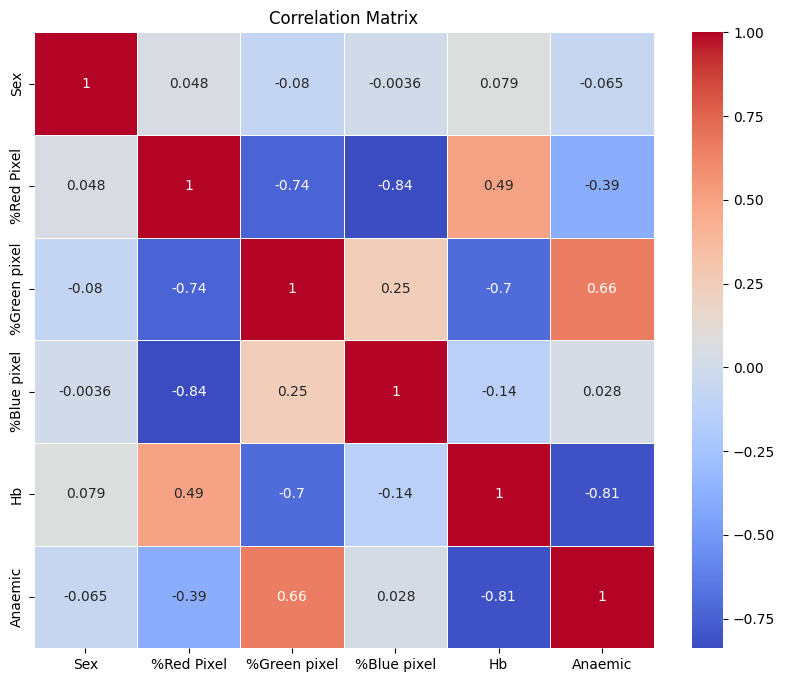 Correlation Matrix
Sex 1 0.048 -0.08 -0.0036 0.079 -0.065
%Red Pixel 0.048 1 -0.74 -0.84 0.49 -0.39
%Green pixel -0.08 -0.74 1 0.25 -0.7 0.66
%Blue pixel -0.0036 -0.84 0.25 1 -0.14 0.028
Hb 0.079 0.49 -0.7 -0.14 1 -0.81
Anaemic -0.065 -0.39 0.66 0.028 -0.81 1
Sex %Red Pixel %Green pixel %Blue pixel Hb Anaemic
1.00
0.75
0.50
0.25
0.00
−0.25
−0.50
−0.75